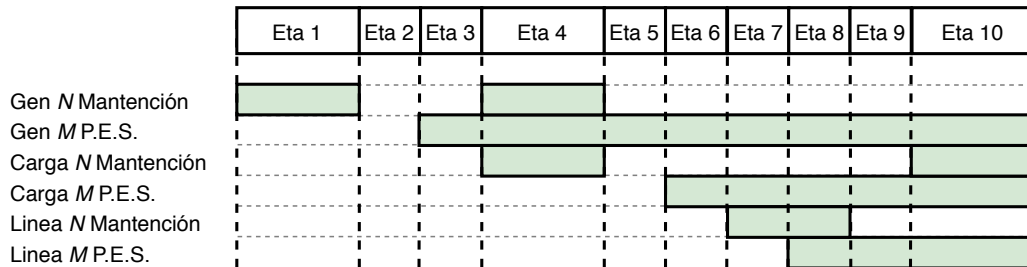 Eta 1 Eta 2 Eta 3 Eta 4 Eta 5 Eta 6 Eta 7 Eta 8 Eta 9 Eta 10
Gen N Mantención
Gen M P.E.S.
Carga N Mantención
Carga M P.E.S.
Linea N Mantención
Linea M P.E.S.